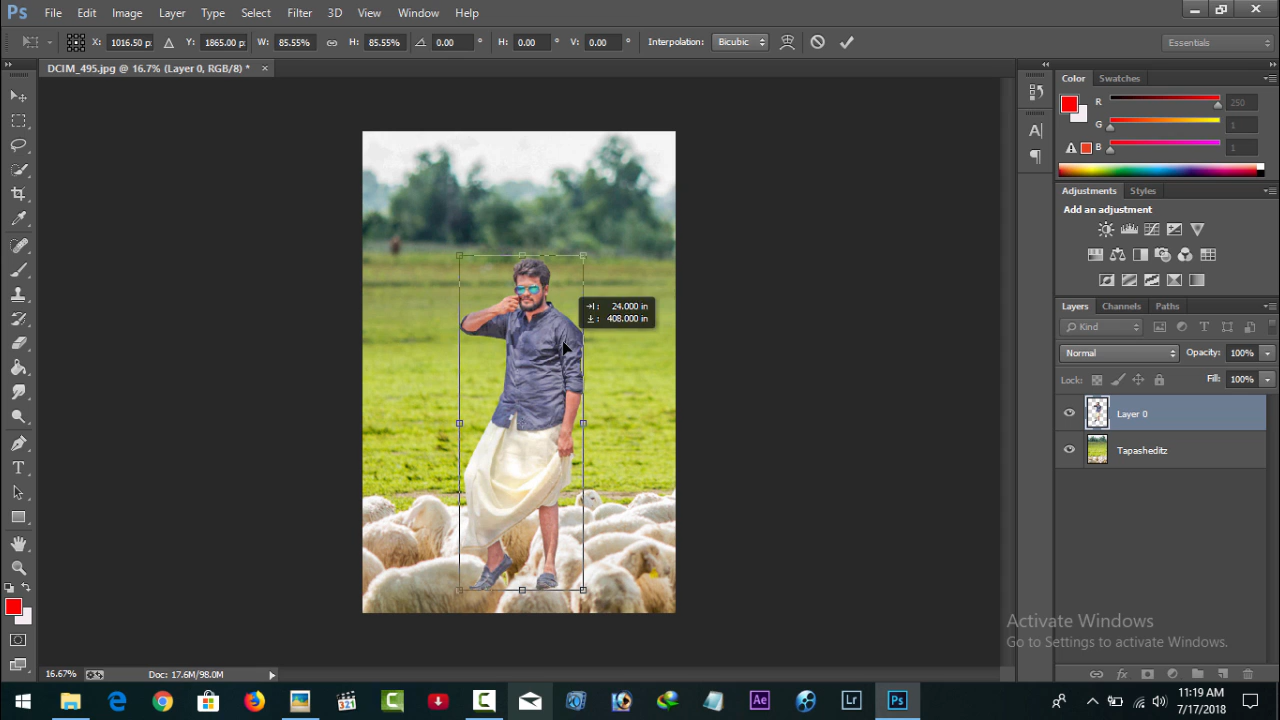 Ps File Edit Image Layer Type Select Filter 3D View Window Help
X: 1016.50 p: Y: 1865.00 p: W: 85.55% H: 85.55% 0.00 ° H: 0.00 ° V: 0.00 ° Interpolation: Bicubic Essentials
DCIM_495.jpg @ 16.7% (Layer 0, RGB/8) * ×
Color Swatches
R 250
G 1
B 1
Adjustments Styles
Add an adjustment
24.000 in
408.000 in
Layers Channels Paths
Kind
Normal Opacity: 100%
Lock: Fill: 100%
Layer 0
Tapasheditz
Activate Windows
Go to Settings to activate Windows.
16.67% Doc: 17.6M/98.0M
321 Ae Lr Ps
11:19 AM
7/17/2018